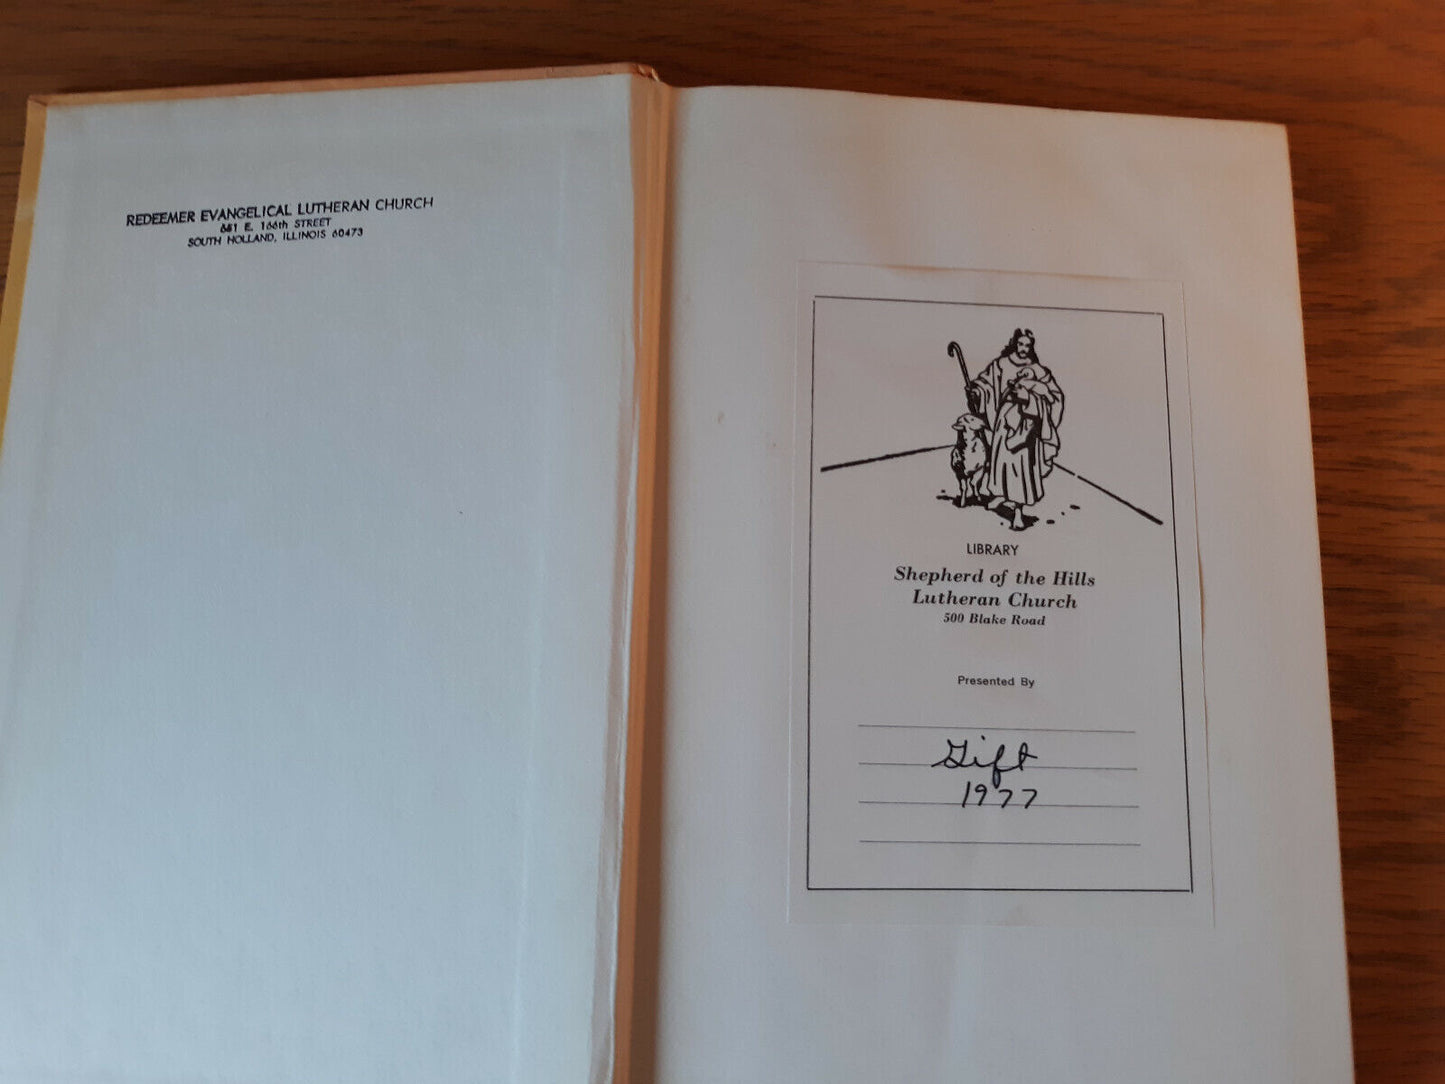 REDEEMER EVANGELICAL LUTHERAN CHURCH
661 E. 166th STREET
SOUTH HOLLAND, ILLINOIS 60473
LIBRARY
Shepherd of the Hills
Lutheran Church
500 Blake Road
Presented By
Gift
1977